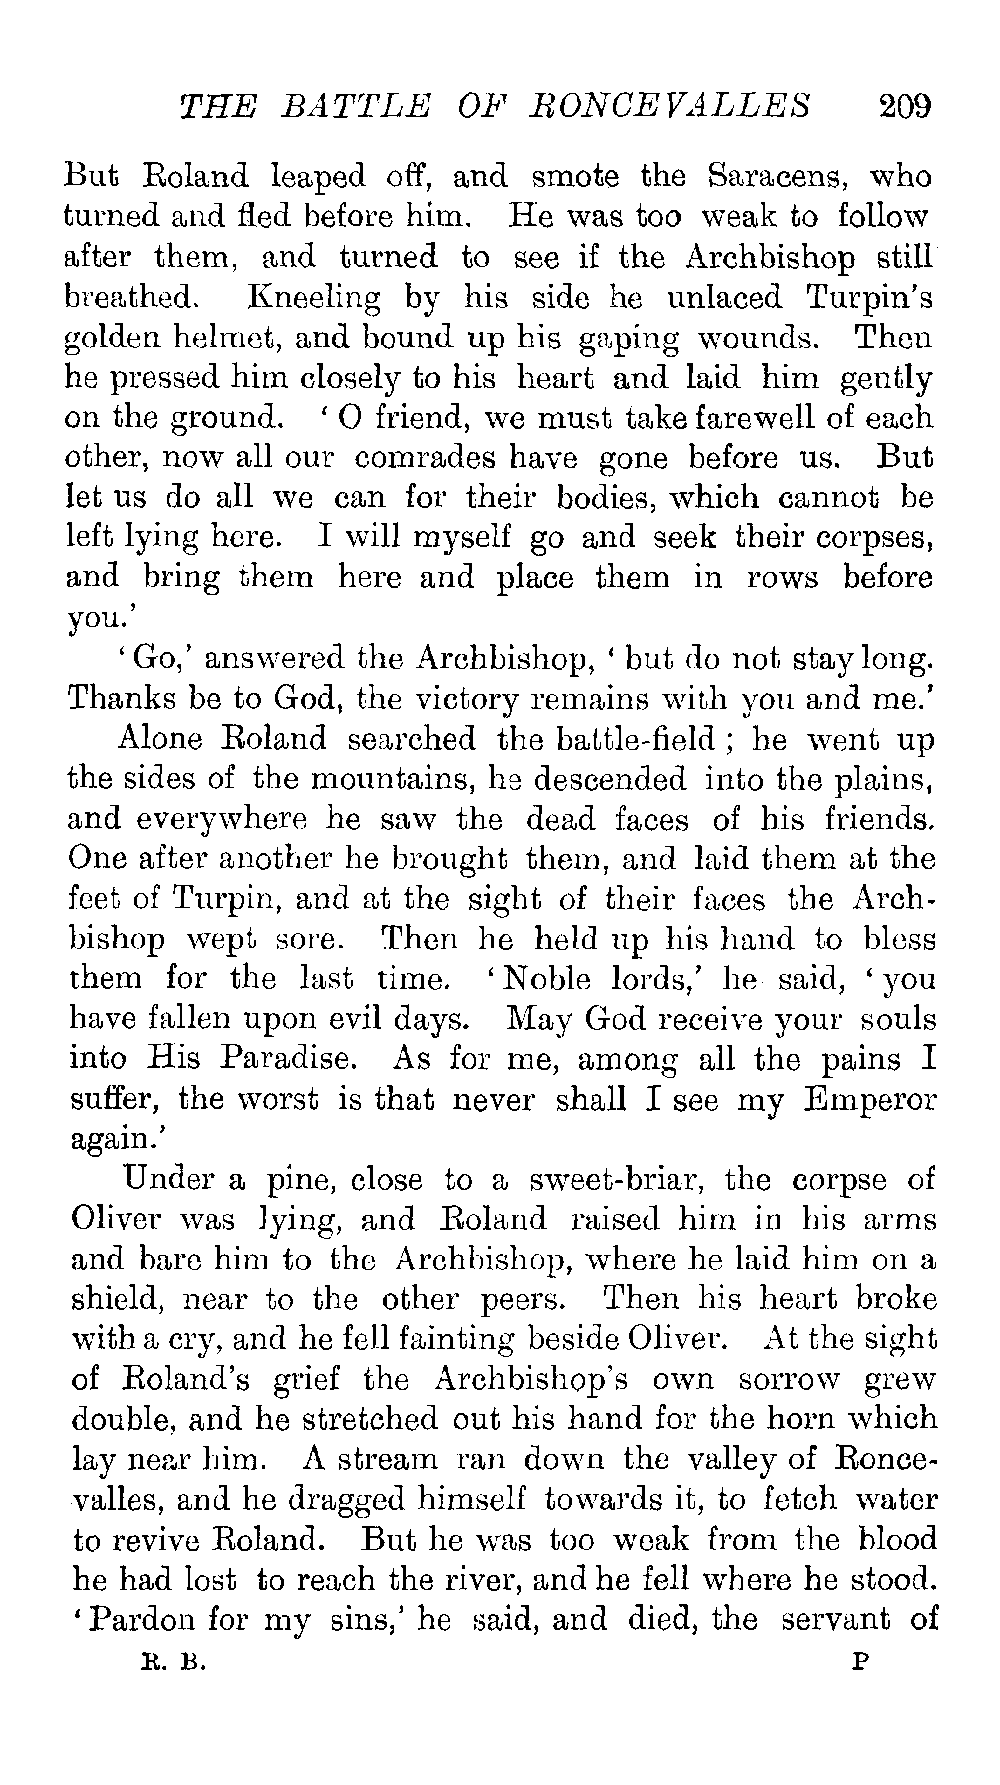 THE BATTLE OF RONCEVALLES 209
But Roland leaped off, and smote the Saracens, who
turned and fled before him. He was too weak to follow
after them, and turned to see if the Archbishop still
breathed. Kneeling by his side he unlaced Turpin's
golden helmet, and bound up his gaping wounds. Then
he pressed him closely to his heart and laid him gently
on the ground. ‘ O friend, we must take farewell of each
other, now all our comrades have gone before us. But
let us do all we can for their bodies, which cannot be
left lying here. I will myself go and seek their corpses,
and bring them here and place them in rows before
you.’
‘ Go,’ answered the Archbishop, ‘ but do not stay long.
Thanks be to God, the victory remains with you and me.’
Alone Roland searched the battle-field ; he went up
the sides of the mountains, he descended into the plains,
and everywhere he saw the dead faces of his friends.
One after another he brought them, and laid them at the
feet of Turpin, and at the sight of their faces the Arch-
bishop wept sore. Then he held up his hand to bless
them for the last time. ‘ Noble lords,’ he said, ‘ you
have fallen upon evil days. May God receive your souls
into His Paradise. As for me, among all the pains I
suffer, the worst is that never shall I see my Emperor
again.’
Under a pine, close to a sweet-briar, the corpse of
Oliver was lying, and Roland raised him in his arms
and bare him to the Archbishop, where he laid him on a
shield, near to the other peers. Then his heart broke
with a cry, and he fell fainting beside Oliver. At the sight
of Roland's grief the Archbishop's own sorrow grew
double, and he stretched out his hand for the horn which
lay near him. A stream ran down the valley of Ronce-
valles, and he dragged himself towards it, to fetch water
to revive Roland. But he was too weak from the blood
he had lost to reach the river, and he fell where he stood.
‘ Pardon for my sins,’ he said, and died, the servant of
R. B. P